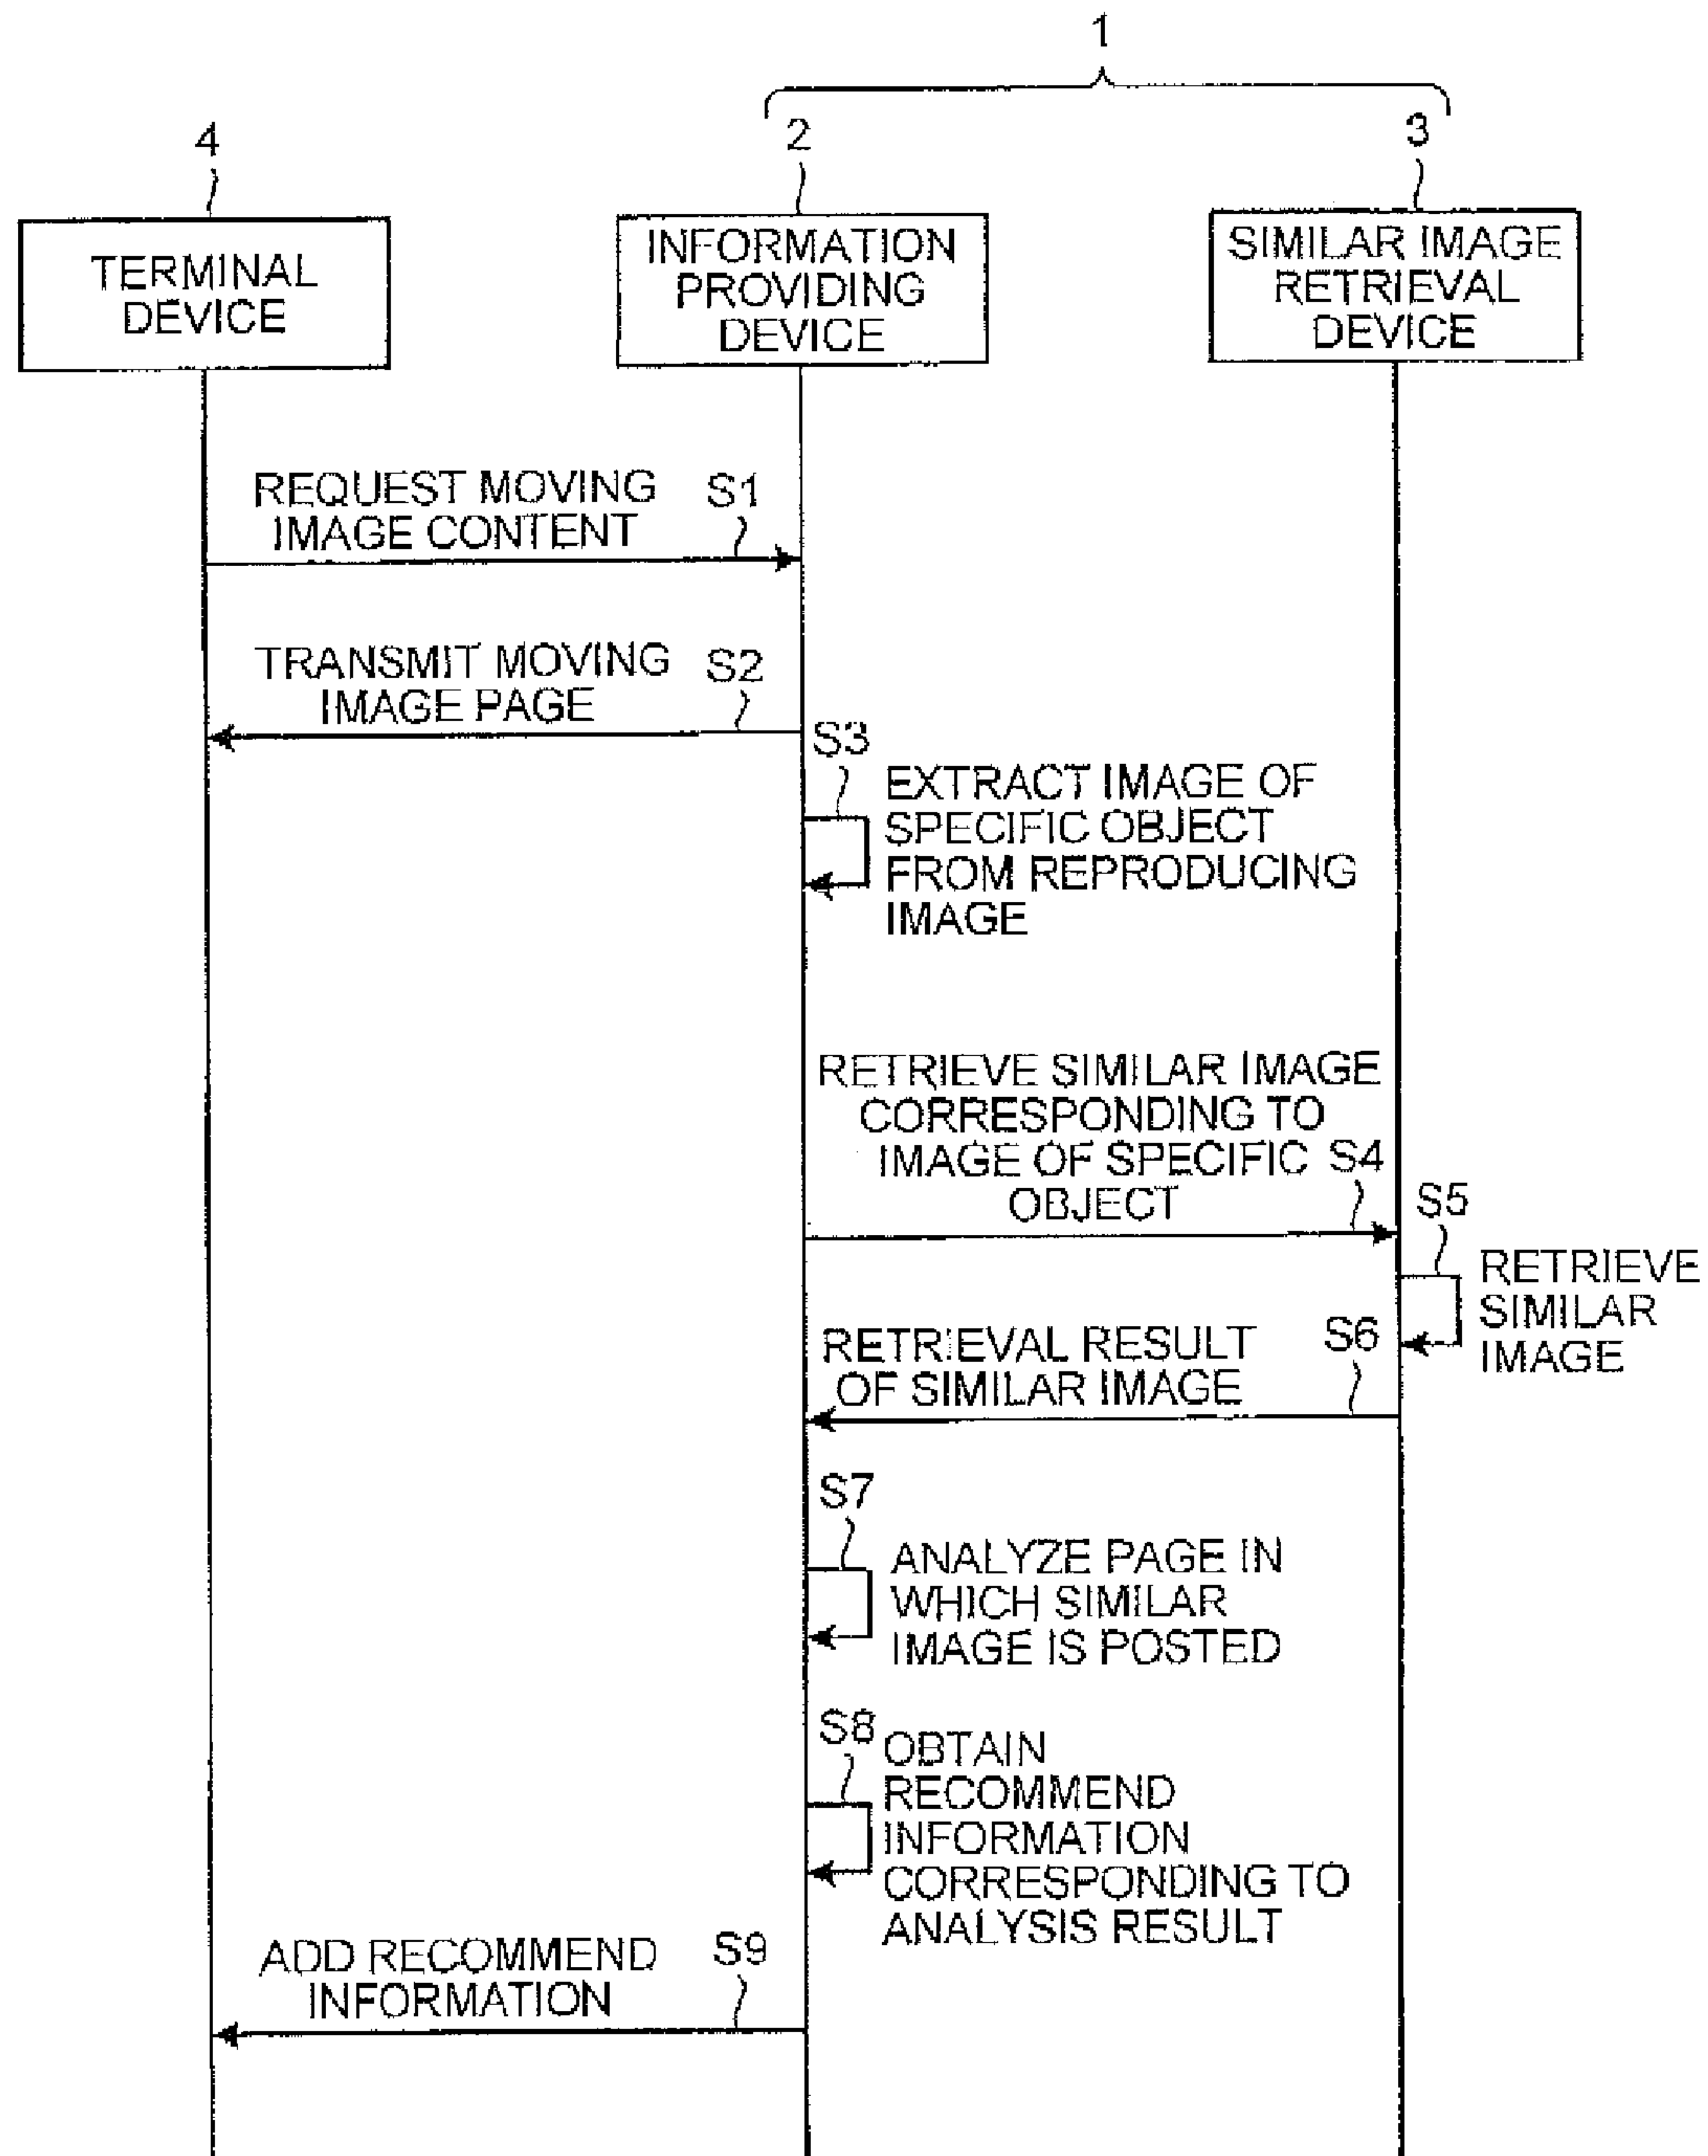 1
4
2
3
TERMINAL
DEVICE
INFORMATION
PROVIDING
DEVICE
SIMILAR IMAGE
RETRIEVAL
DEVICE
REQUEST MOVING
IMAGE CONTENT
S1
TRANSMIT MOVING
IMAGE PAGE
S2
S3
EXTRACT IMAGE OF
SPECIFIC OBJECT
FROM REPRODUCING
IMAGE
RETRIEVE SIMILAR IMAGE
CORRESPONDING TO
IMAGE OF SPECIFIC
OBJECT
S4
S5
RETRIEVE
SIMILAR
IMAGE
RETRIEVAL RESULT
OF SIMILAR IMAGE
S6
S7
ANALYZE PAGE IN
WHICH SIMILAR
IMAGE IS POSTED
S8
OBTAIN
RECOMMEND
INFORMATION
CORRESPONDING TO
ANALYSIS RESULT
ADD RECOMMEND
INFORMATION
S9